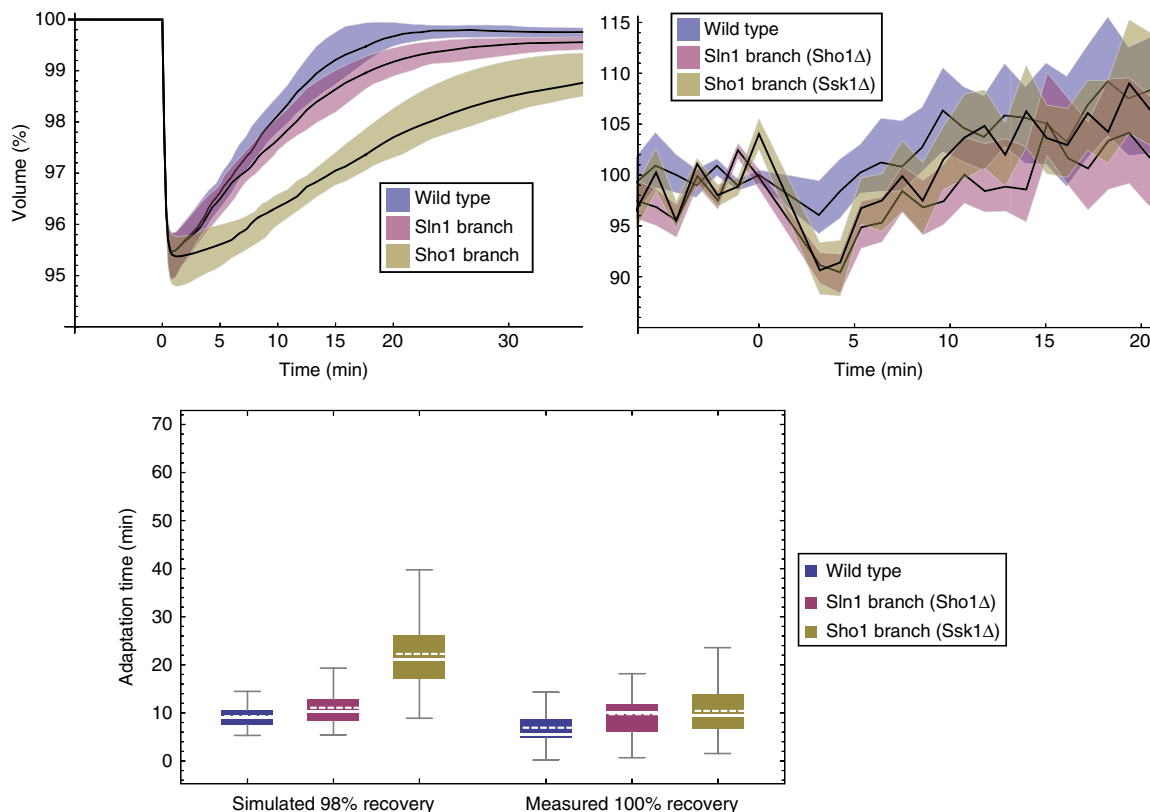 100
99
98
97
96
95
Volume (%)
Wild type
Sln1 branch
Sho1 branch
0
5
10
15
20
30
Time (min)
115
110
105
100
95
90
Wild type
Sln1 branch (Sho1Δ)
Sho1 branch (Ssk1Δ)
0
5
10
15
20
Time (min)
70
60
50
40
30
20
10
0
Adaptation time (min)
Wild type
Sln1 branch (Sho1Δ)
Sho1 branch (Ssk1Δ)
Simulated 98% recovery
Measured 100% recovery